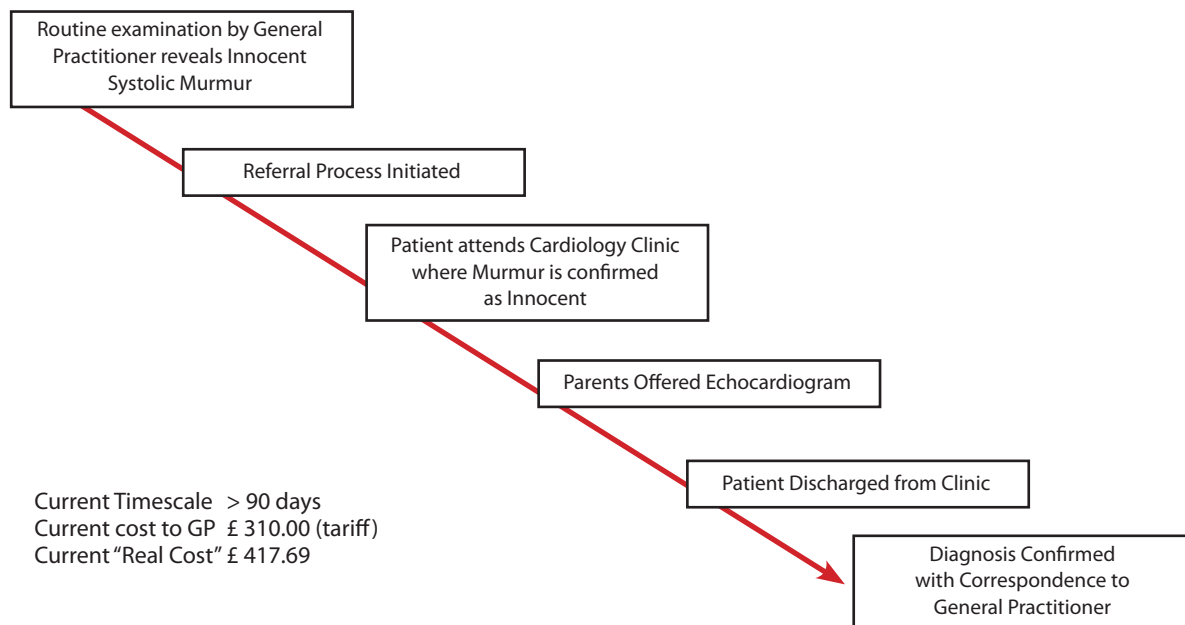 Routine examination by General
Practitioner reveals Innocent
Systolic Murmur
Referral Process Initiated
Patient attends Cardiology Clinic
where Murmur is confirmed
as Innocent
Parents Offered Echocardiogram
Patient Discharged from Clinic
Current Timescale > 90 days
Current cost to GP £ 310.00 (tariff)
Current “Real Cost” £ 417.69
Diagnosis Confirmed
with Correspondence to
General Practitioner